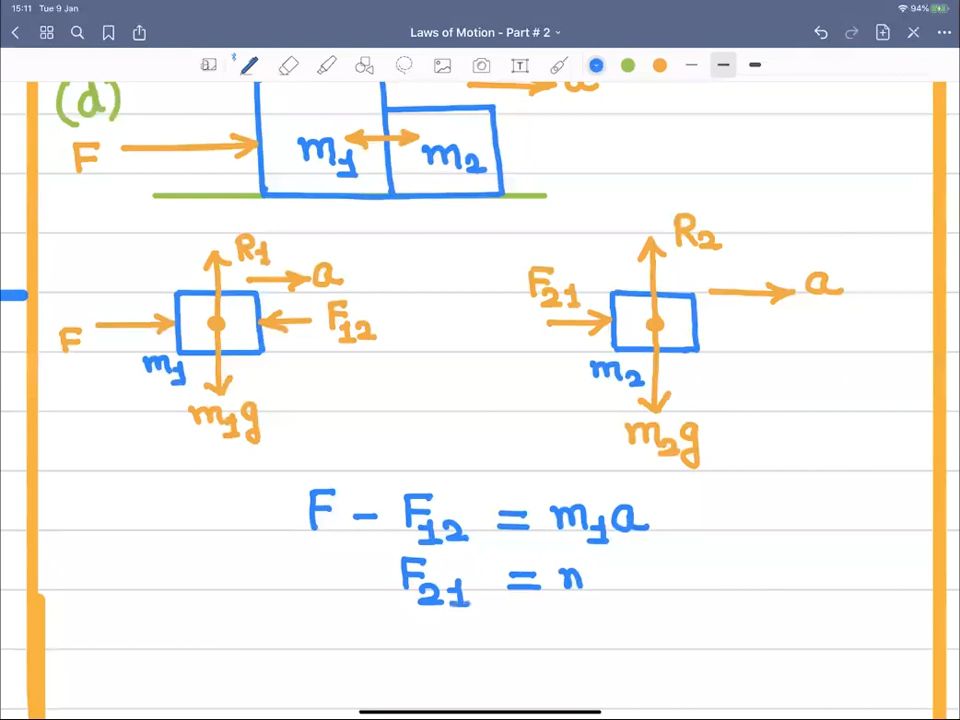 15:11 Tue 9 Jan
94%
Laws of Motion - Part # 2
T
(d)
a
F
m1
m2
R1
a
F
F12
m1
m1g
R2
F21
a
m2
m2g
F - F12 = m1a
F21 = n